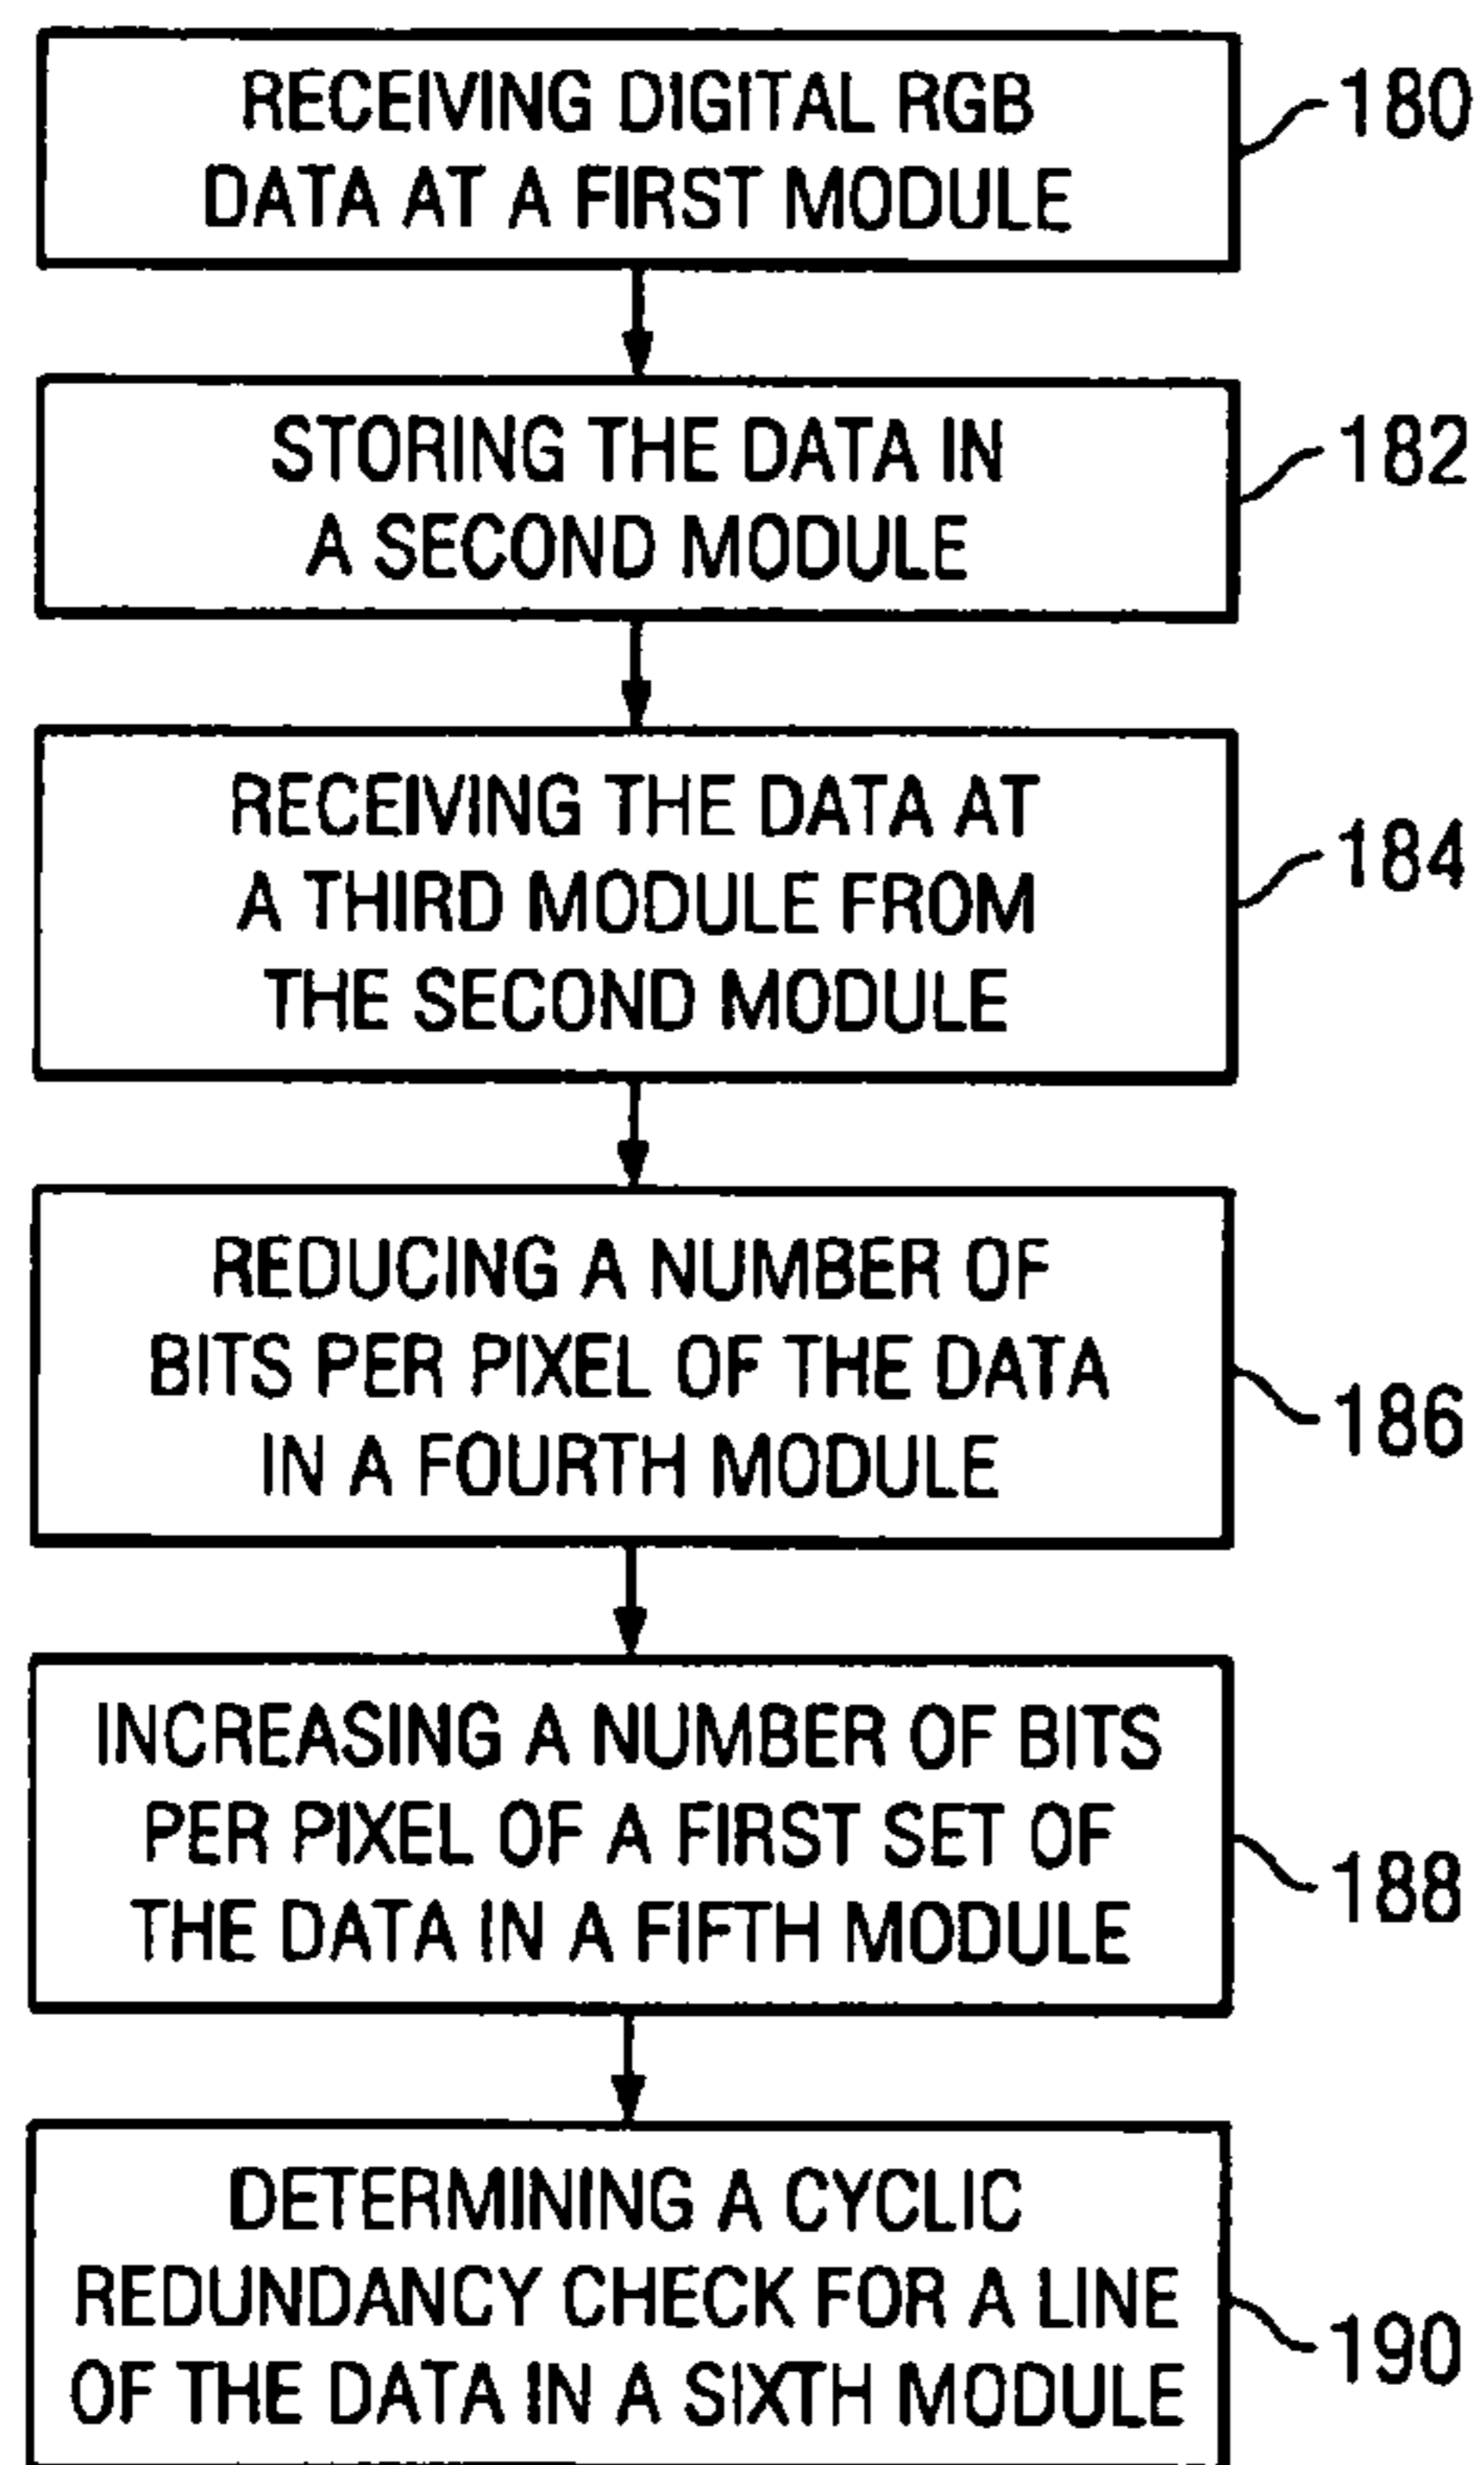 RECEIVING DIGITAL RGB
DATA AT A FIRST MODULE
180
STORING THE DATA IN
A SECOND MODULE
182
RECEIVING THE DATA AT
A THIRD MODULE FROM
THE SECOND MODULE
184
REDUCING A NUMBER OF
BITS PER PIXEL OF THE DATA
IN A FOURTH MODULE
186
INCREASING A NUMBER OF BITS
PER PIXEL OF A FIRST SET OF
THE DATA IN A FIFTH MODULE
188
DETERMINING A CYCLIC
REDUNDANCY CHECK FOR A LINE
OF THE DATA IN A SIXTH MODULE
190